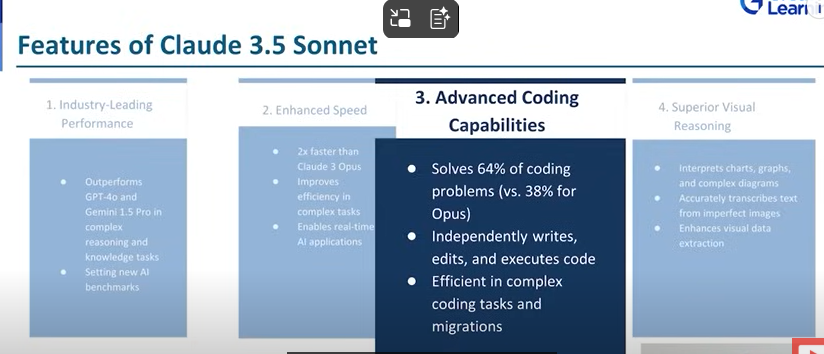 Learn
Features of Claude 3.5 Sonnet
1. Industry-Leading
Performance
Outperforms
GPT-4o and
Gemini 1.5 Pro in
complex
reasoning and
knowledge tasks
Setting new AI
benchmarks
2. Enhanced Speed
2x faster than
Claude 3 Opus
Improves
efficiency in
complex tasks
Enables real-time
AI applications
3. Advanced Coding
Capabilities
Solves 64% of coding
problems (vs. 38% for
Opus)
Independently writes,
edits, and executes code
Efficient in complex
coding tasks and
migrations
4. Superior Visual
Reasoning
Interprets charts, graphs,
and complex diagrams
Accurately transcribes text
from imperfect images
Enhances visual data
extraction